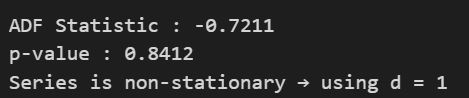 ADF Statistic : -0.7211
p-value : 0.8412
Series is non-stationary → using d = 1